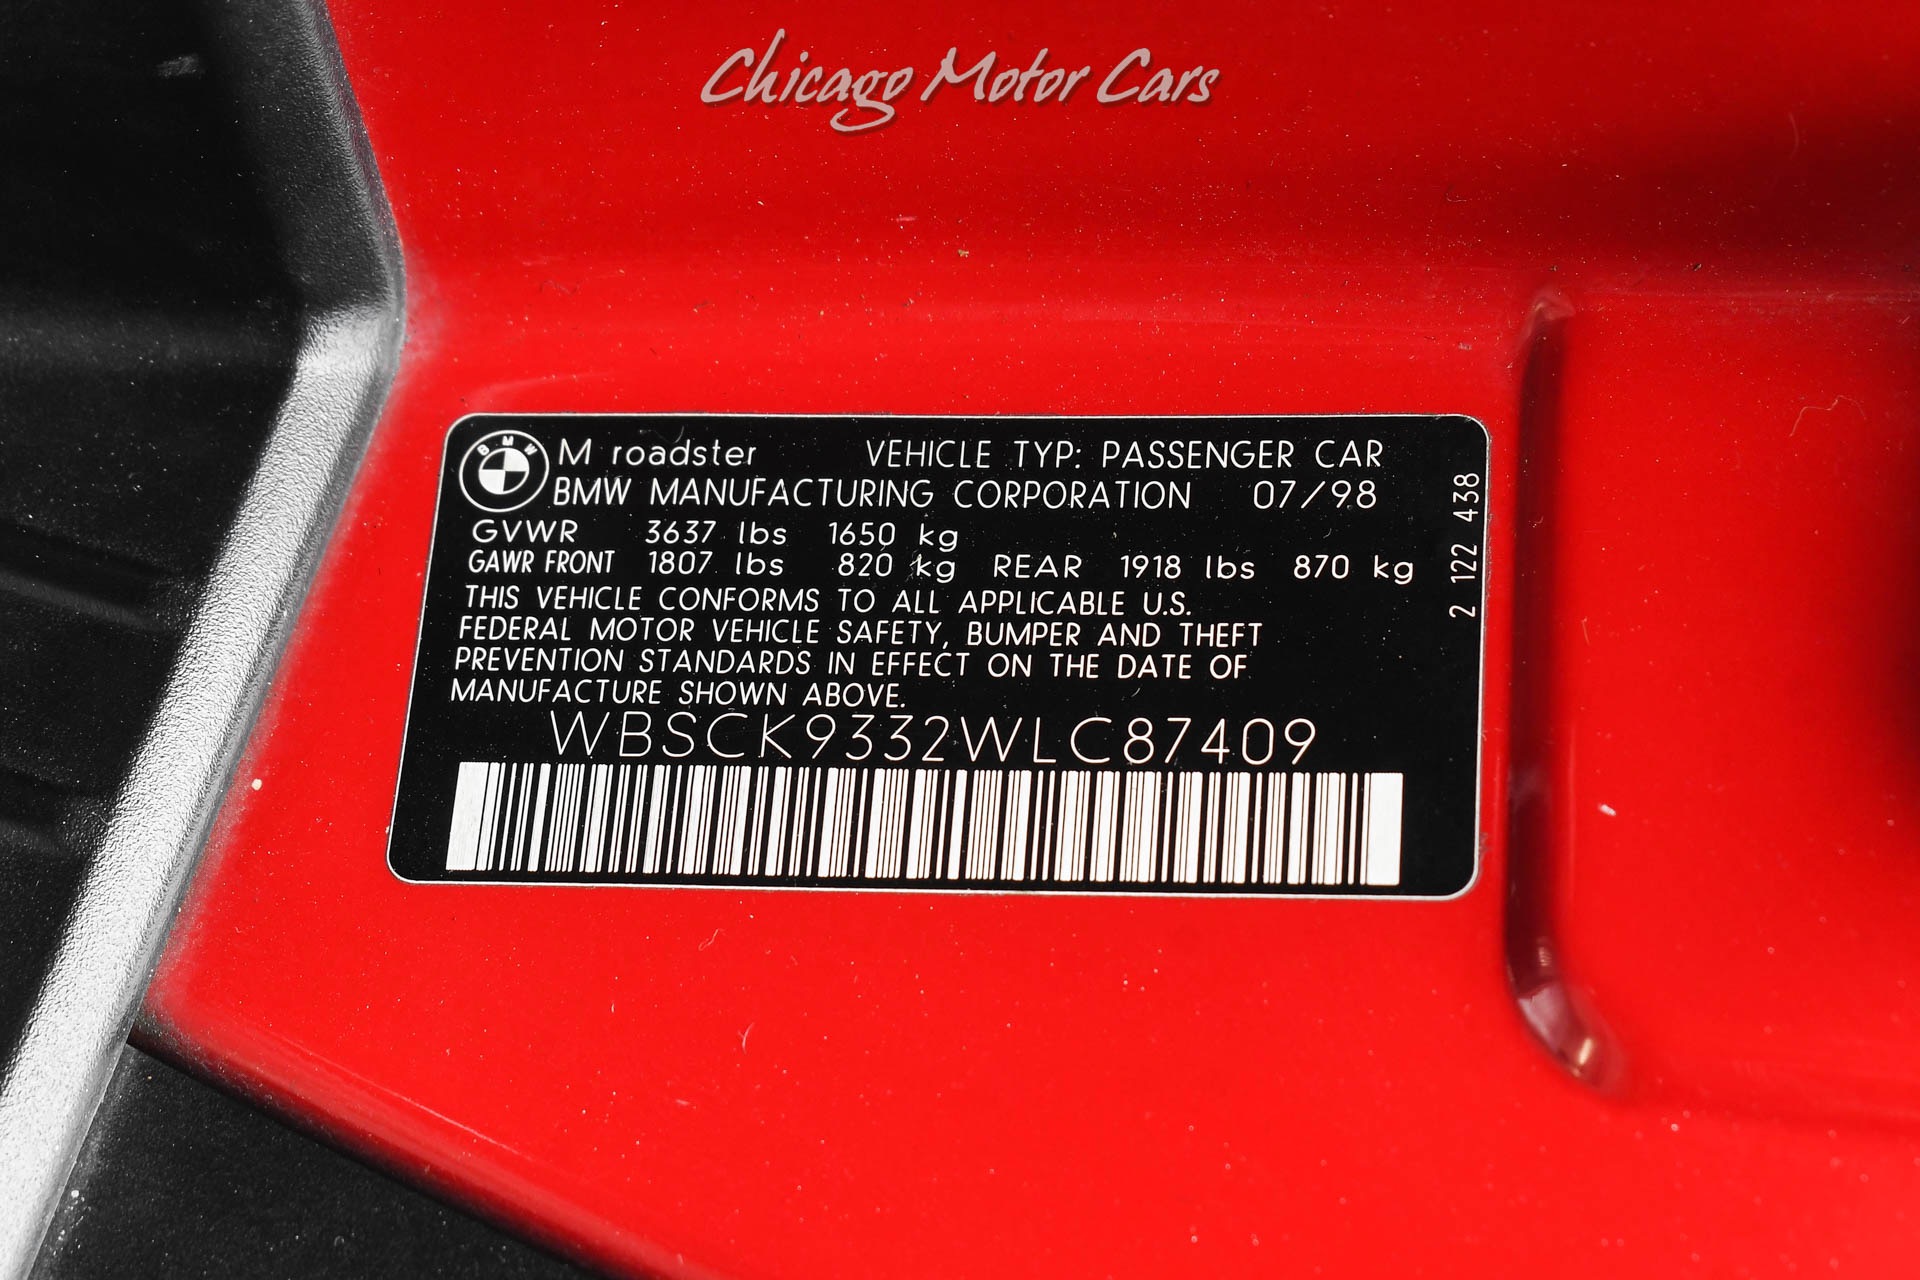 Chicago Motor Cars
BMW M roadster VEHICLE TYP: PASSENGER CAR
BMW MANUFACTURING CORPORATION 07/98
GVWR 3637 lbs 1650 kg
GAWR FRONT 1807 lbs 820 kg REAR 1918 lbs 870 kg
THIS VEHICLE CONFORMS TO ALL APPLICABLE U.S.
FEDERAL MOTOR VEHICLE SAFETY, BUMPER AND THEFT
PREVENTION STANDARDS IN EFFECT ON THE DATE OF
MANUFACTURE SHOWN ABOVE.
WBSCK9332WLC87409
2 122 438